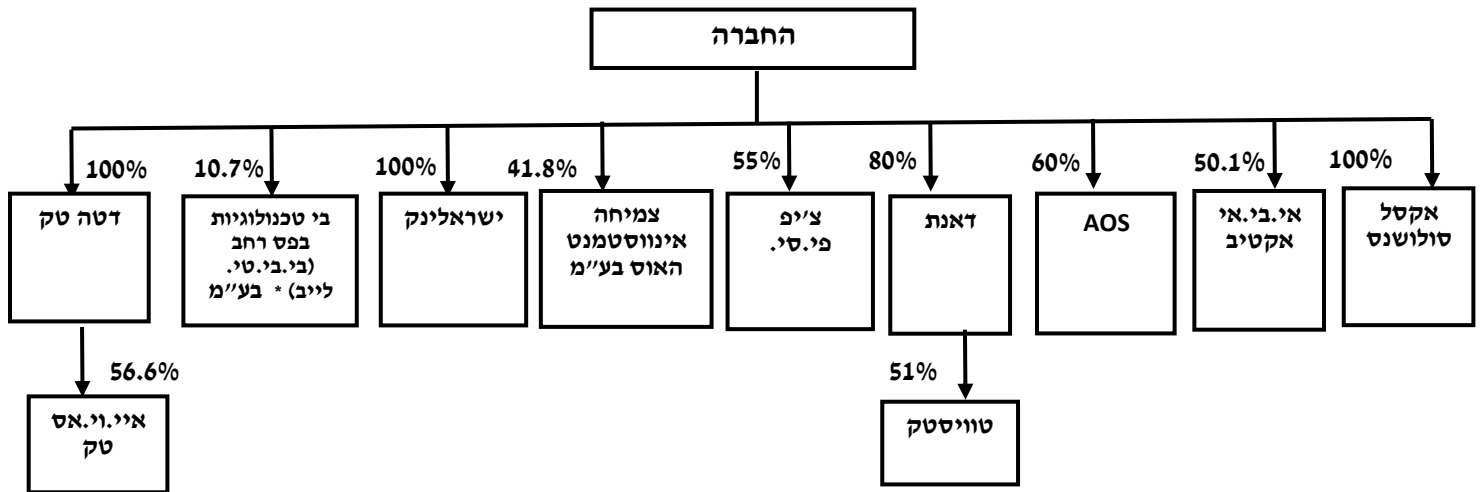 החברה
100%
50.1%
60%
80%
55%
41.8%
100%
10.7%
100%
אקסל
סולושנס
אי.בי.אי
אקטיב
AOS
דאנת
צ'יפ
פי.סי.
צמיחה
אינווסטמנט
האוס בע"מ
ישראלינק
בי טכנולוגיות
בפס רחב
(בי.בי.טי.
לייב) * בע"מ
דטה טק
51%
56.6%
טוויסטק
איי.וי.אס
טק